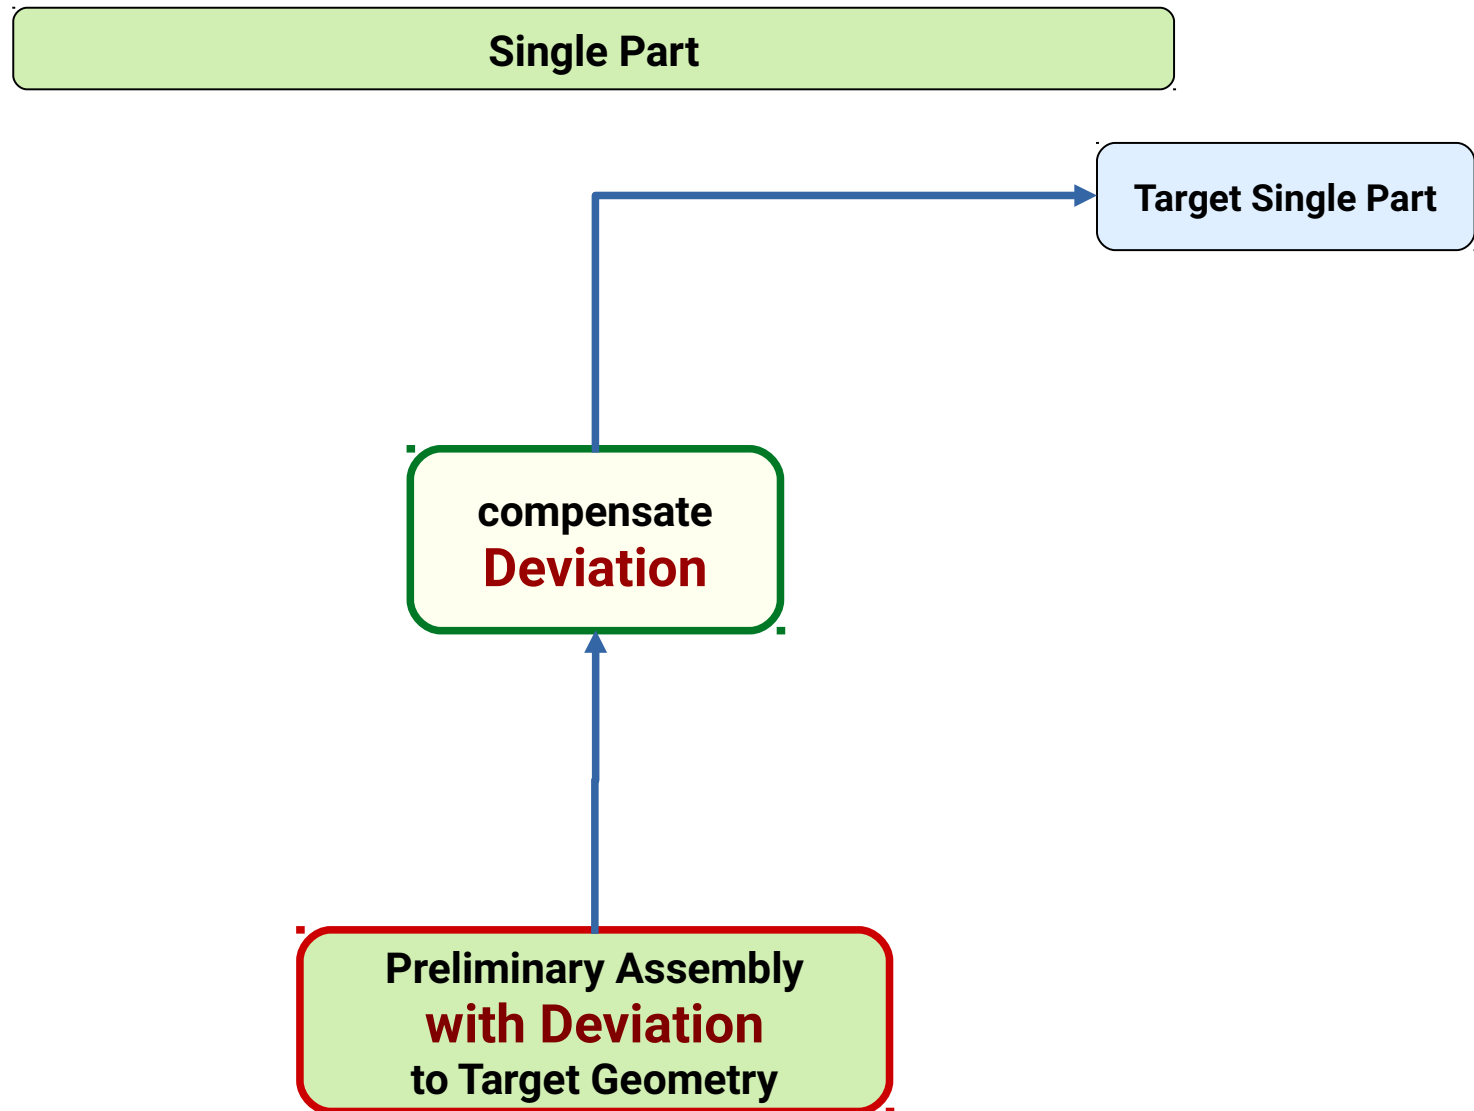 Single Part
Target Single Part
compensate
Deviation
Preliminary Assembly
with Deviation
to Target Geometry